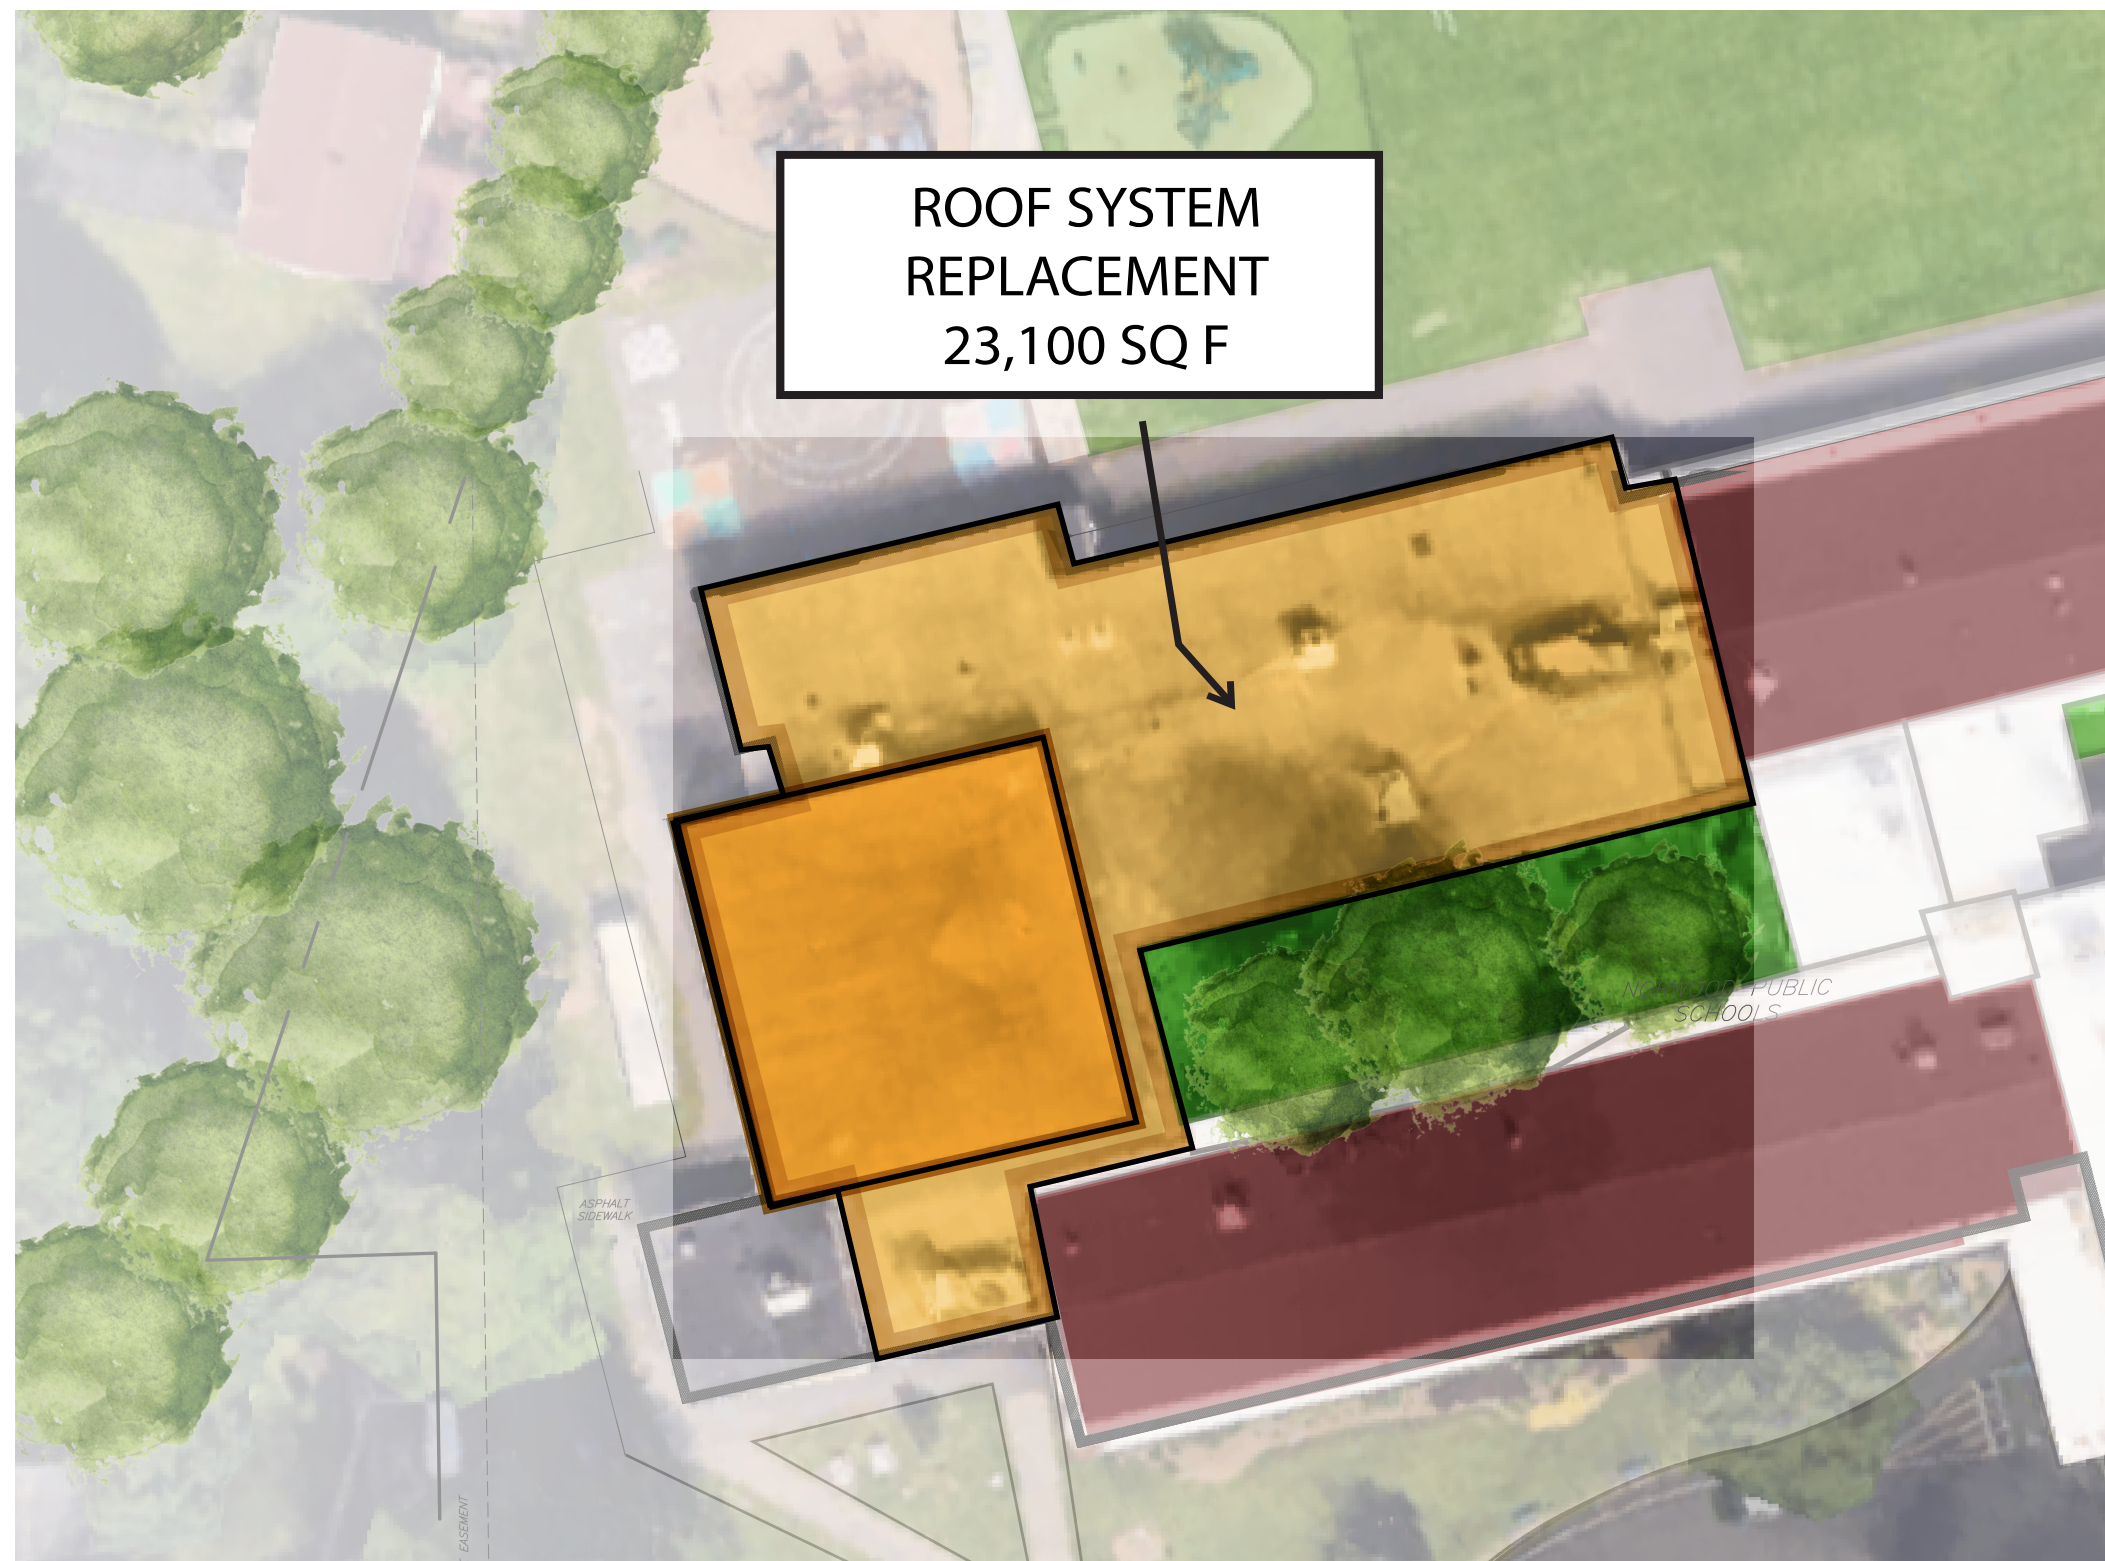 ROOF SYSTEM
REPLACEMENT
23,100 SQ F
PUBLIC
SCHOOLS
ASPHALT
SIDEWALK
EASEMENT